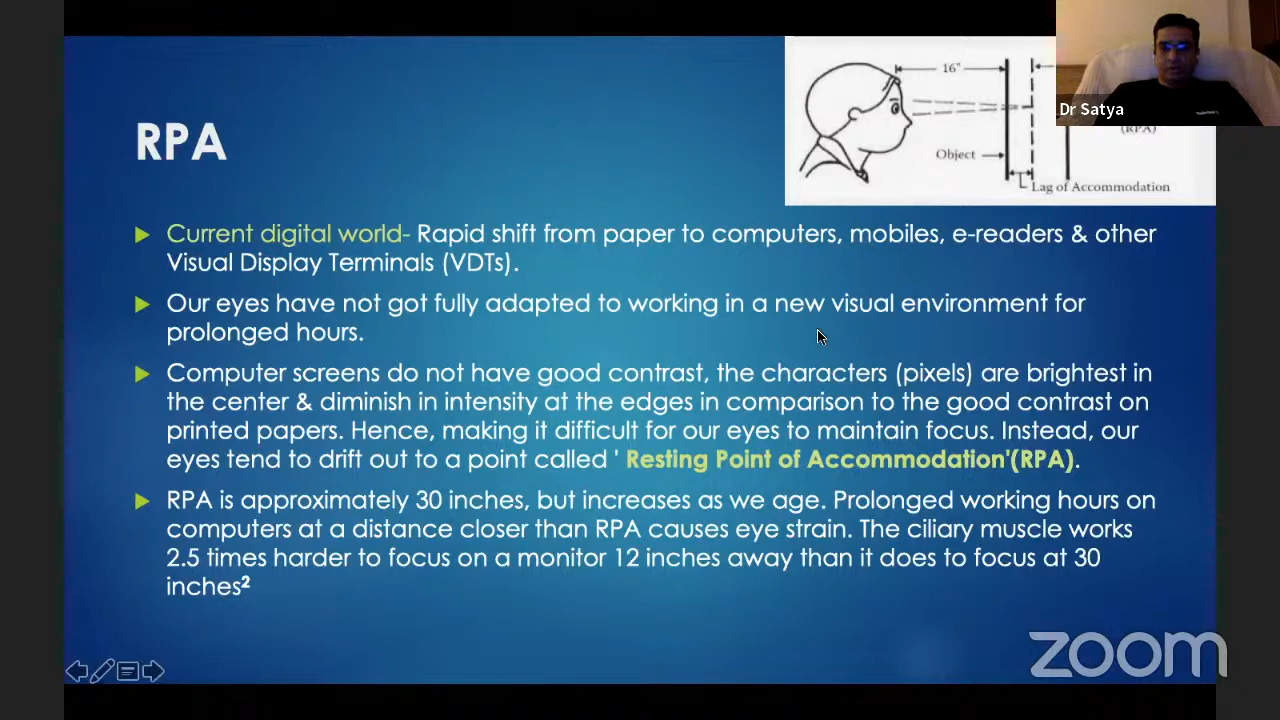 16"
Dr Satya
(RPA)
Object
Lag of Accommodation
RPA
Current digital world- Rapid shift from paper to computers, mobiles, e-readers & other
Visual Display Terminals (VDTs).
Our eyes have not got fully adapted to working in a new visual environment for
prolonged hours.
Computer screens do not have good contrast, the characters (pixels) are brightest in
the center & diminish in intensity at the edges in comparison to the good contrast on
printed papers. Hence, making it difficult for our eyes to maintain focus. Instead, our
eyes tend to drift out to a point called ' Resting Point of Accommodation'(RPA).
RPA is approximately 30 inches, but increases as we age. Prolonged working hours on
computers at a distance closer than RPA causes eye strain. The ciliary muscle works
2.5 times harder to focus on a monitor 12 inches away than it does to focus at 30
inches²
zoom